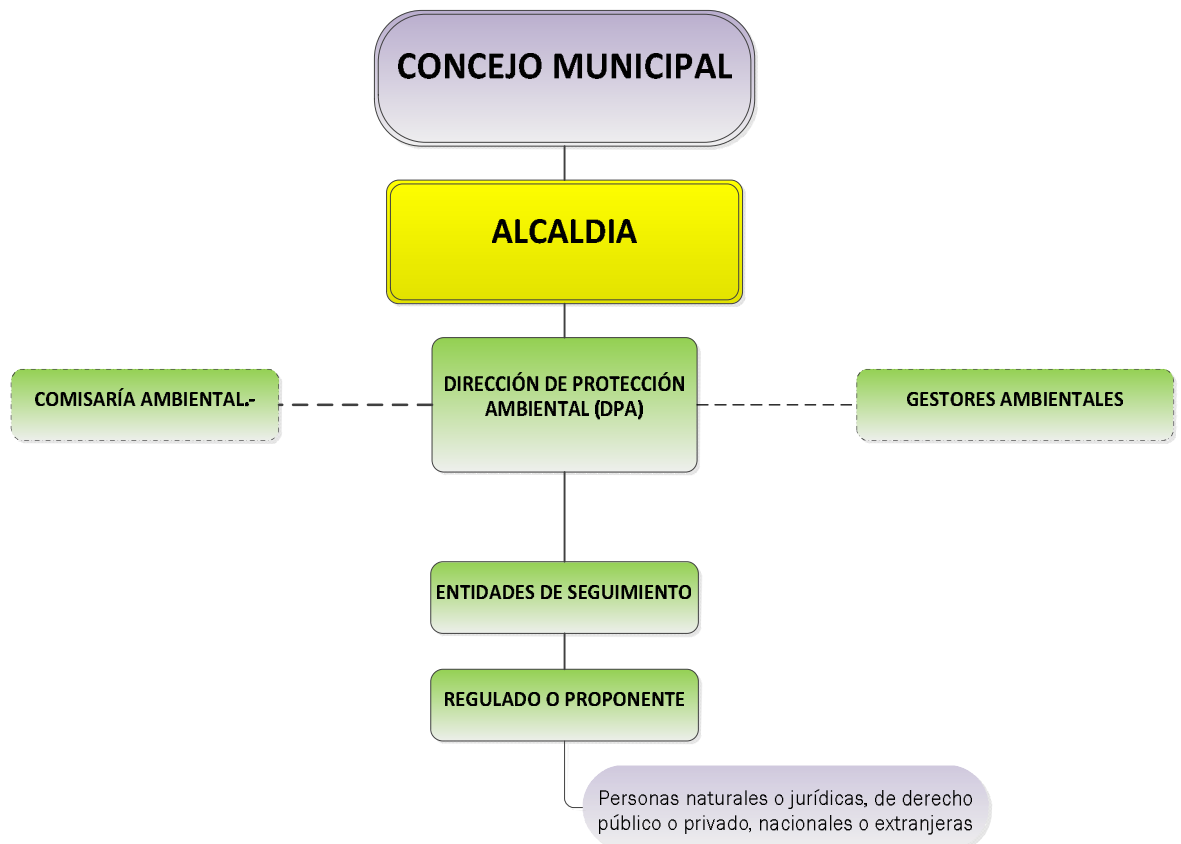 CONCEJO MUNICIPAL
ALCALDIA
DIRECCIÓN DE PROTECCIÓN
AMBIENTAL (DPA)
COMISARÍA AMBIENTAL.-
GESTORES AMBIENTALES
ENTIDADES DE SEGUIMIENTO
REGULADO O PROPONENTE
Personas naturales o jurídicas, de derecho
público o privado, nacionales o extranjeras